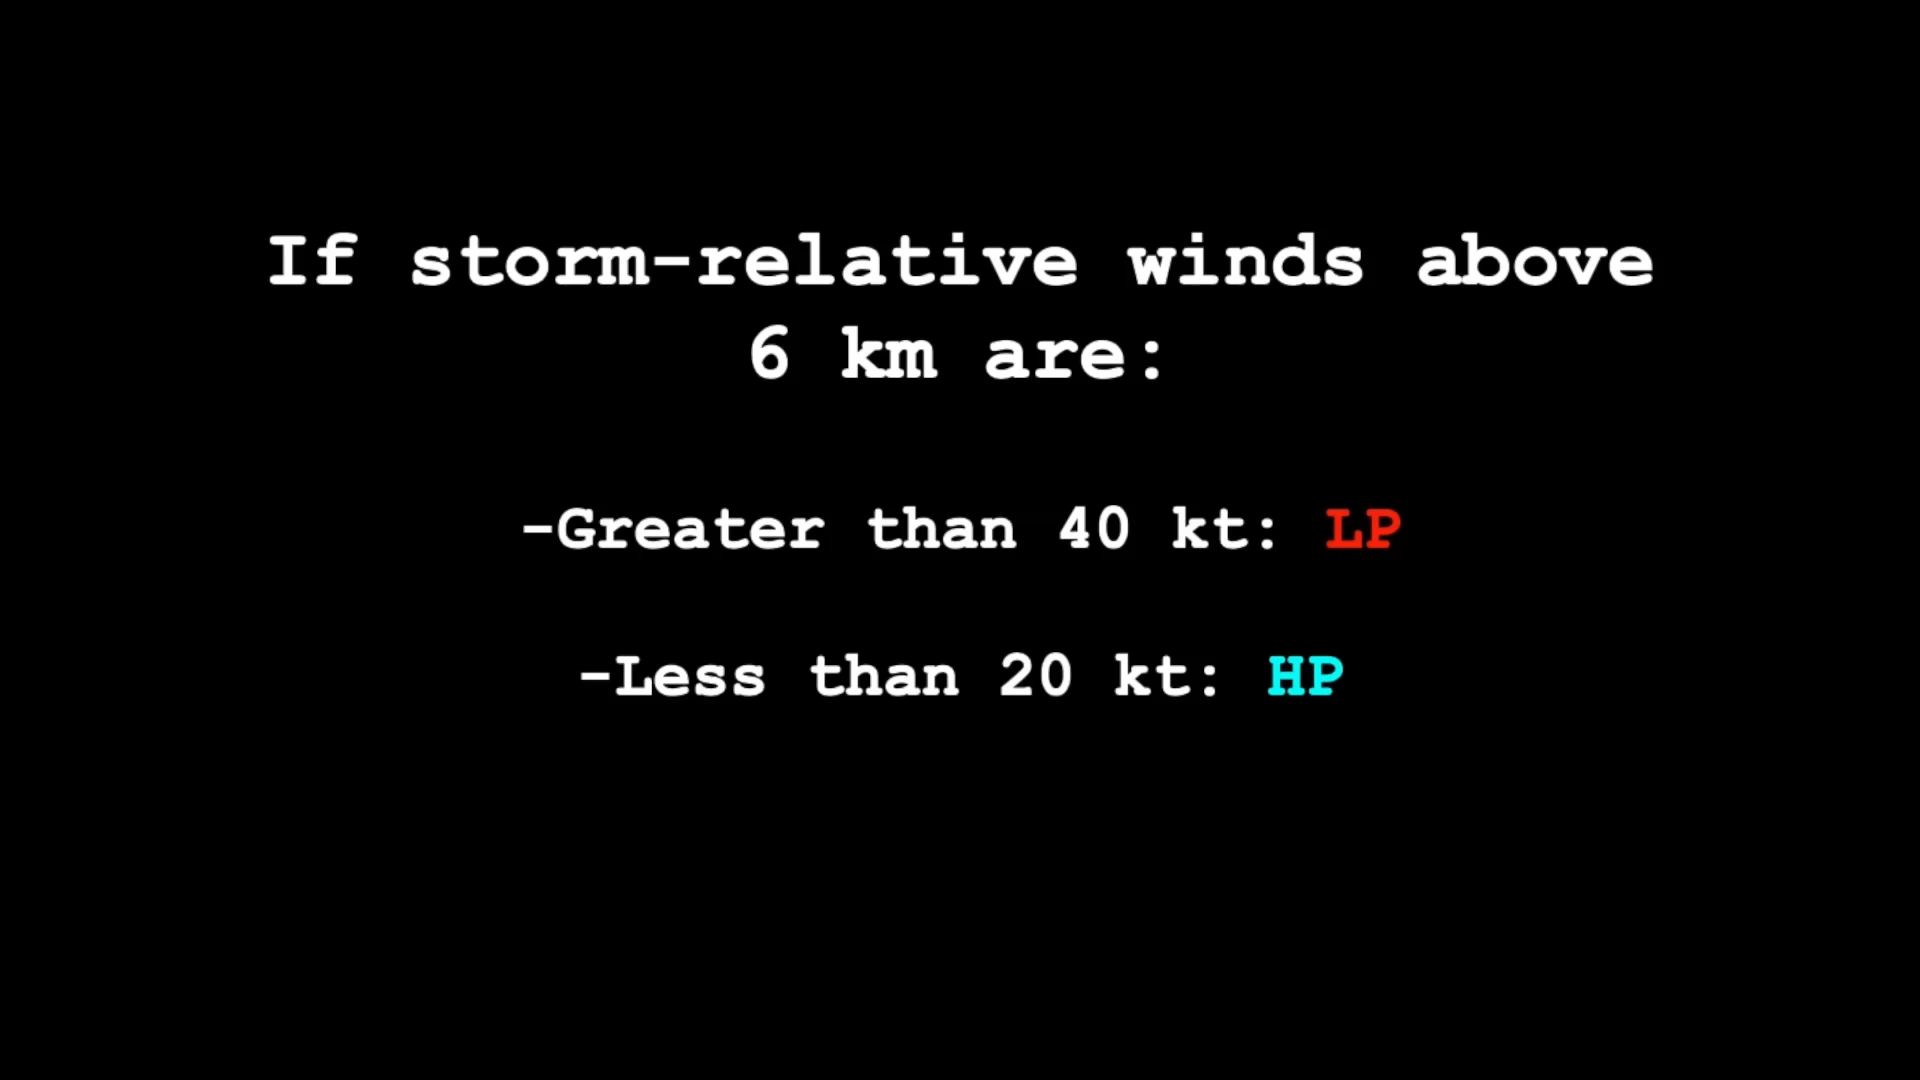 If storm-relative winds above
6 km are:
-Greater than 40 kt: LP
-Less than 20 kt: HP